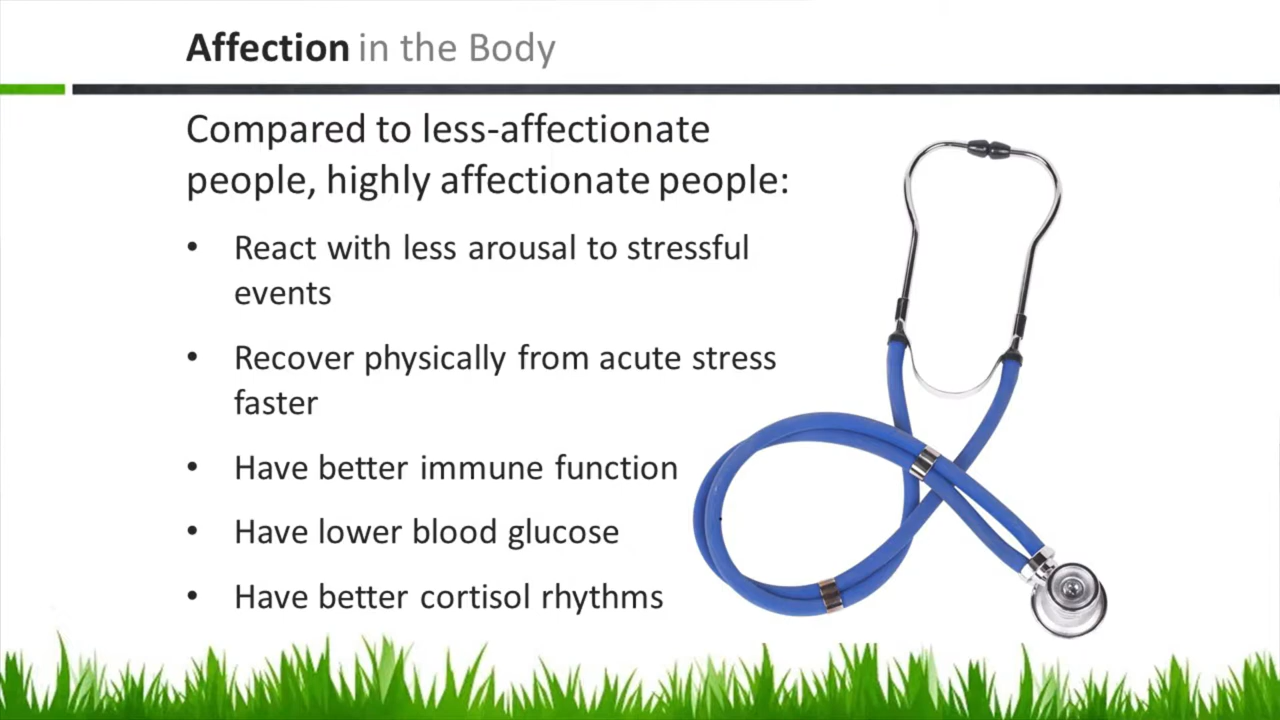 Affection in the Body
Compared to less-affectionate
people, highly affectionate people:
• React with less arousal to stressful
events
• Recover physically from acute stress
faster
• Have better immune function
• Have lower blood glucose
• Have better cortisol rhythms